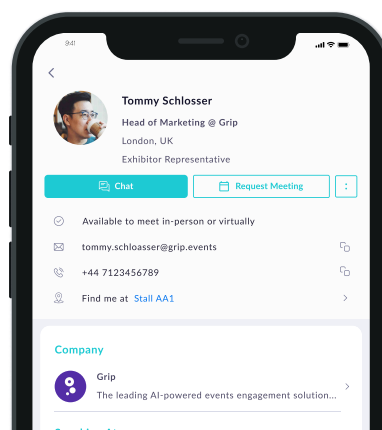 9:41
Tommy Schlosser
Head of Marketing @ Grip
London, UK
Exhibitor Representative
Chat
Request Meeting
Available to meet in-person or virtually
tommy.schloasser@grip.events
+44 7123456789
Find me at Stall AA1
Company
Grip
The leading AI-powered events engagement solution...